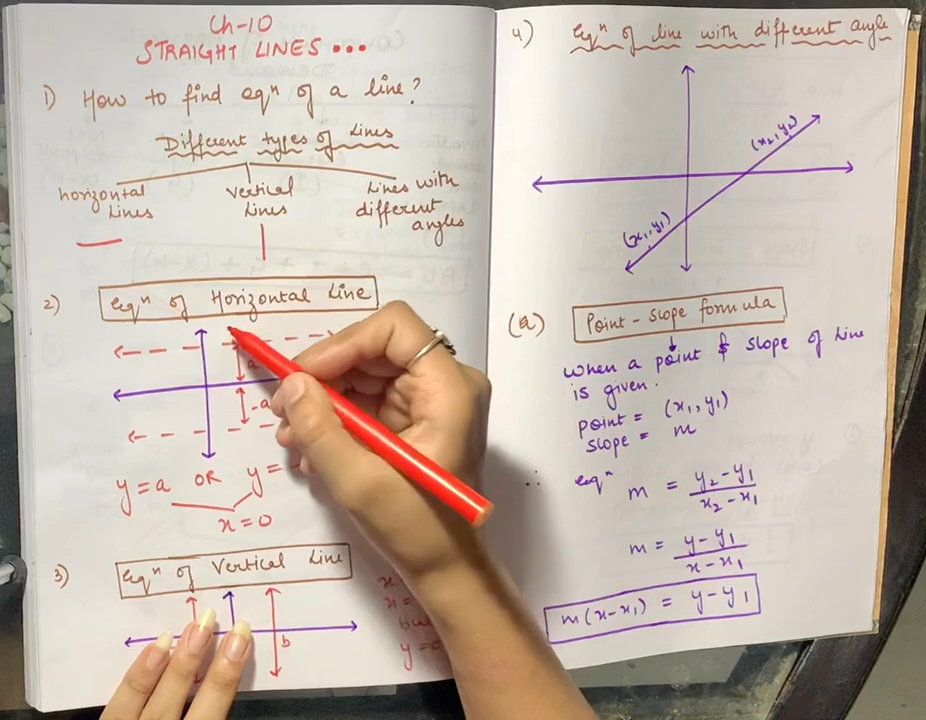 Ch-10
STRAIGHT LINES...
1) How to find eqⁿ of a line?
Different types of Lines
horizontal Lines
Vertical Lines
Lines with different angles
2) eqⁿ of Horizontal Line
a
-a
y = a OR y =
x = 0
3) eqⁿ of Vertical Line
b
x
x =
but
y =
4) eqⁿ of line with different angle
(x₂, y₂)
(x₁, y₁)
(a) Point - slope formula
when a point & slope of Line
is given.
point = (x₁, y₁)
slope = m
eqⁿ m = y₂ - y₁ / x₂ - x₁
m = y - y₁ / x - x₁
m(x - x₁) = y - y₁